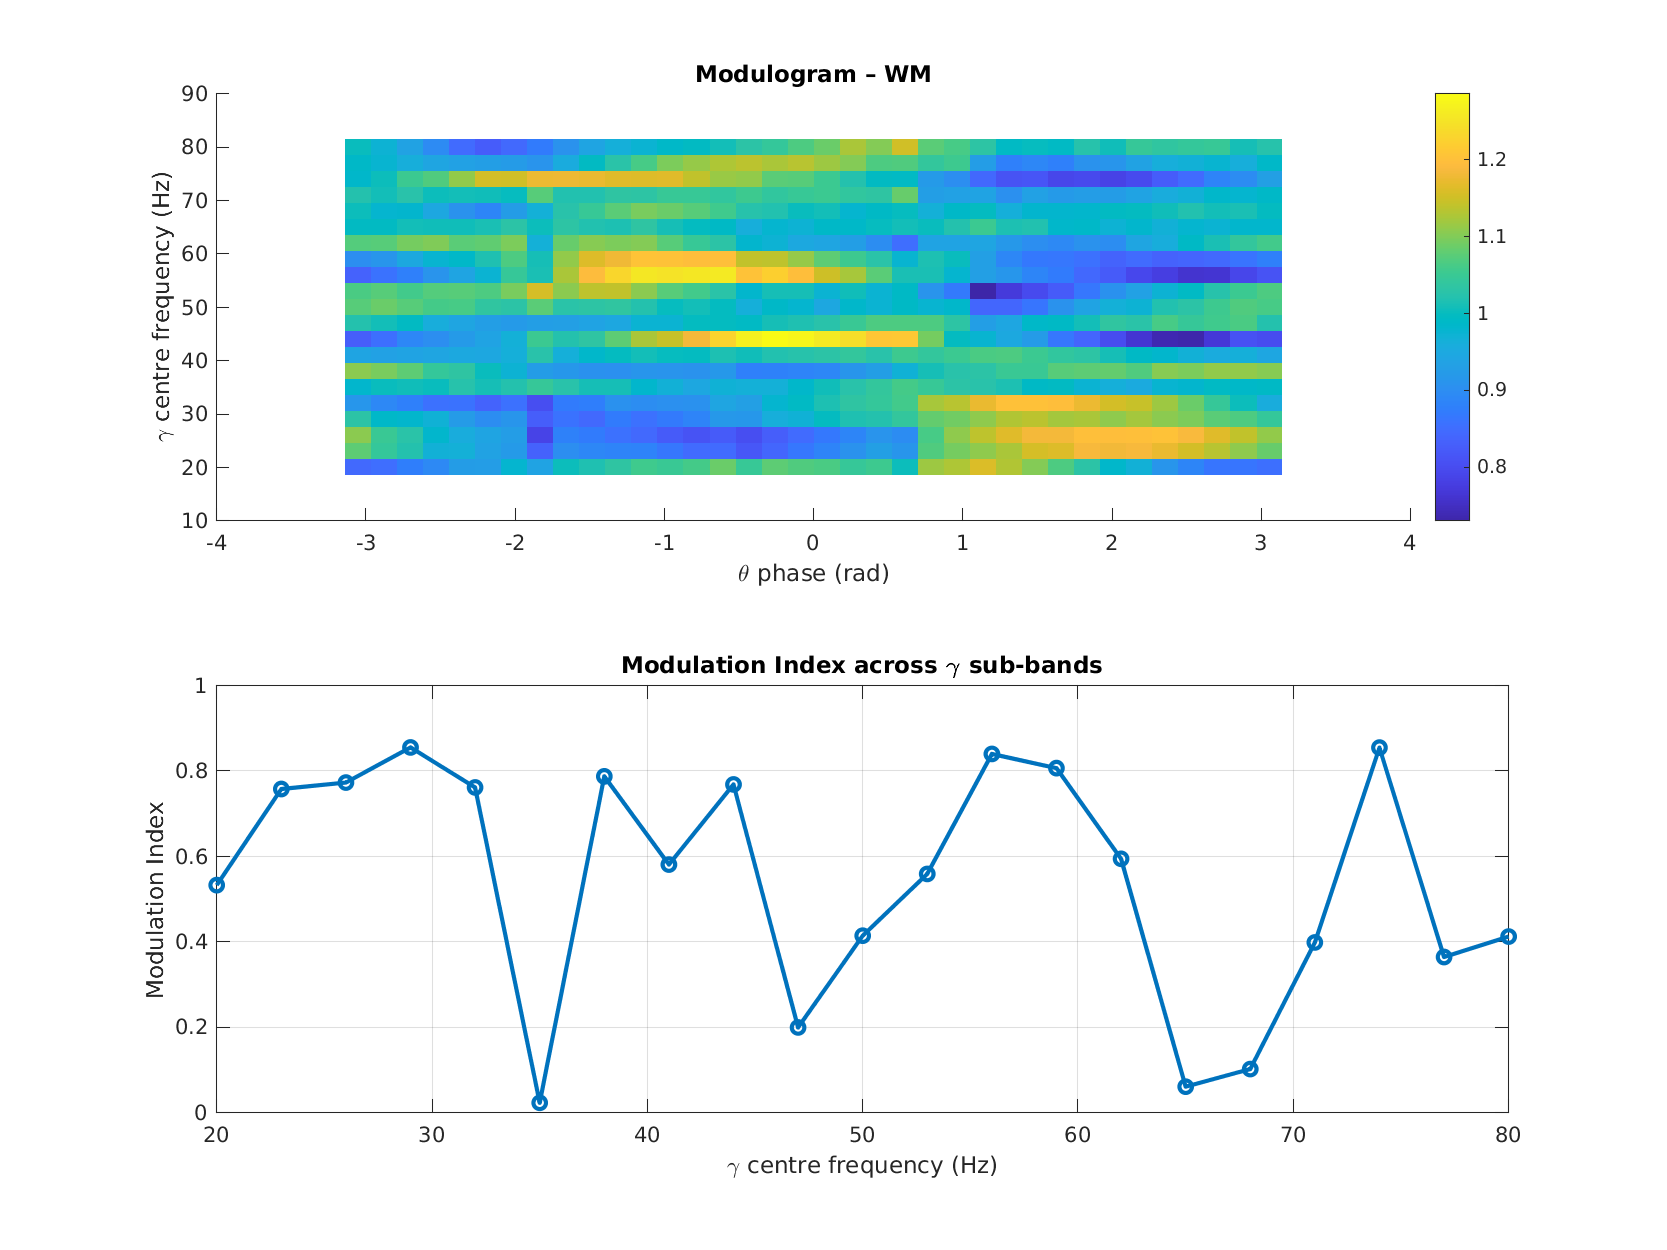 Modulogram – WM
90
80
70
60
50
40
30
20
10
γ centre frequency (Hz)
-4 -3 -2 -1 0 1 2 3 4
θ phase (rad)
1.2
1.1
1
0.9
0.8
Modulation Index across γ sub-bands
1
0.8
0.6
0.4
0.2
0
Modulation Index
20 30 40 50 60 70 80
γ centre frequency (Hz)